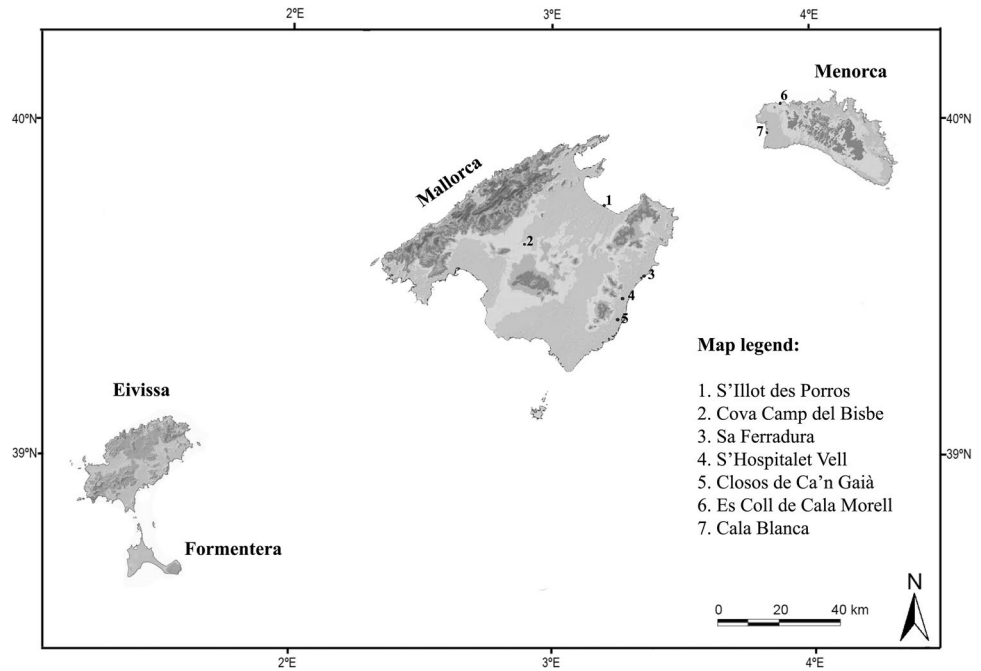 2°E 3°E 4°E
Menorca
6
40°N 40°N
7
Mallorca
1
2
3
4
5
Map legend:
Eivissa
1. S'Illot des Porros
2. Cova Camp del Bisbe
3. Sa Ferradura
39°N 39°N
4. S'Hospitalet Vell
5. Closos de Ca'n Gaià
6. Es Coll de Cala Morell
7. Cala Blanca
Formentera
N
0 20 40 km
2°E 3°E 4°E